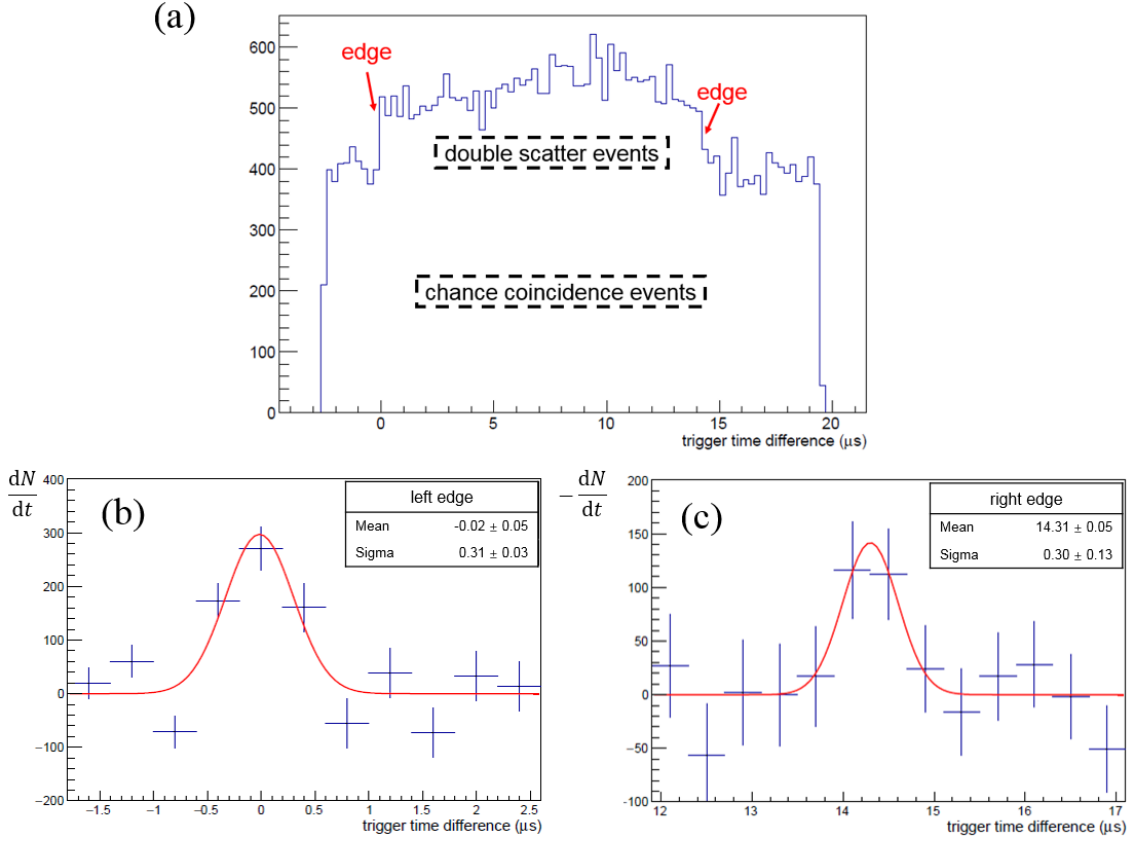 (a)
600
500
400
300
200
100
0
edge
edge
double scatter events
chance coincidence events
0 5 10 15 20
trigger time difference (μs)
dN
dt
(b)
400
300
200
100
0
−100
−200
left edge
Mean -0.02 ± 0.05
Sigma 0.31 ± 0.03
−1.5 −1 −0.5 0 0.5 1 1.5 2 2.5
trigger time difference (μs)
− dN
dt
(c)
200
150
100
50
0
-50
-100
right edge
Mean 14.31 ± 0.05
Sigma 0.30 ± 0.13
12 13 14 15 16 17
trigger time difference (μs)